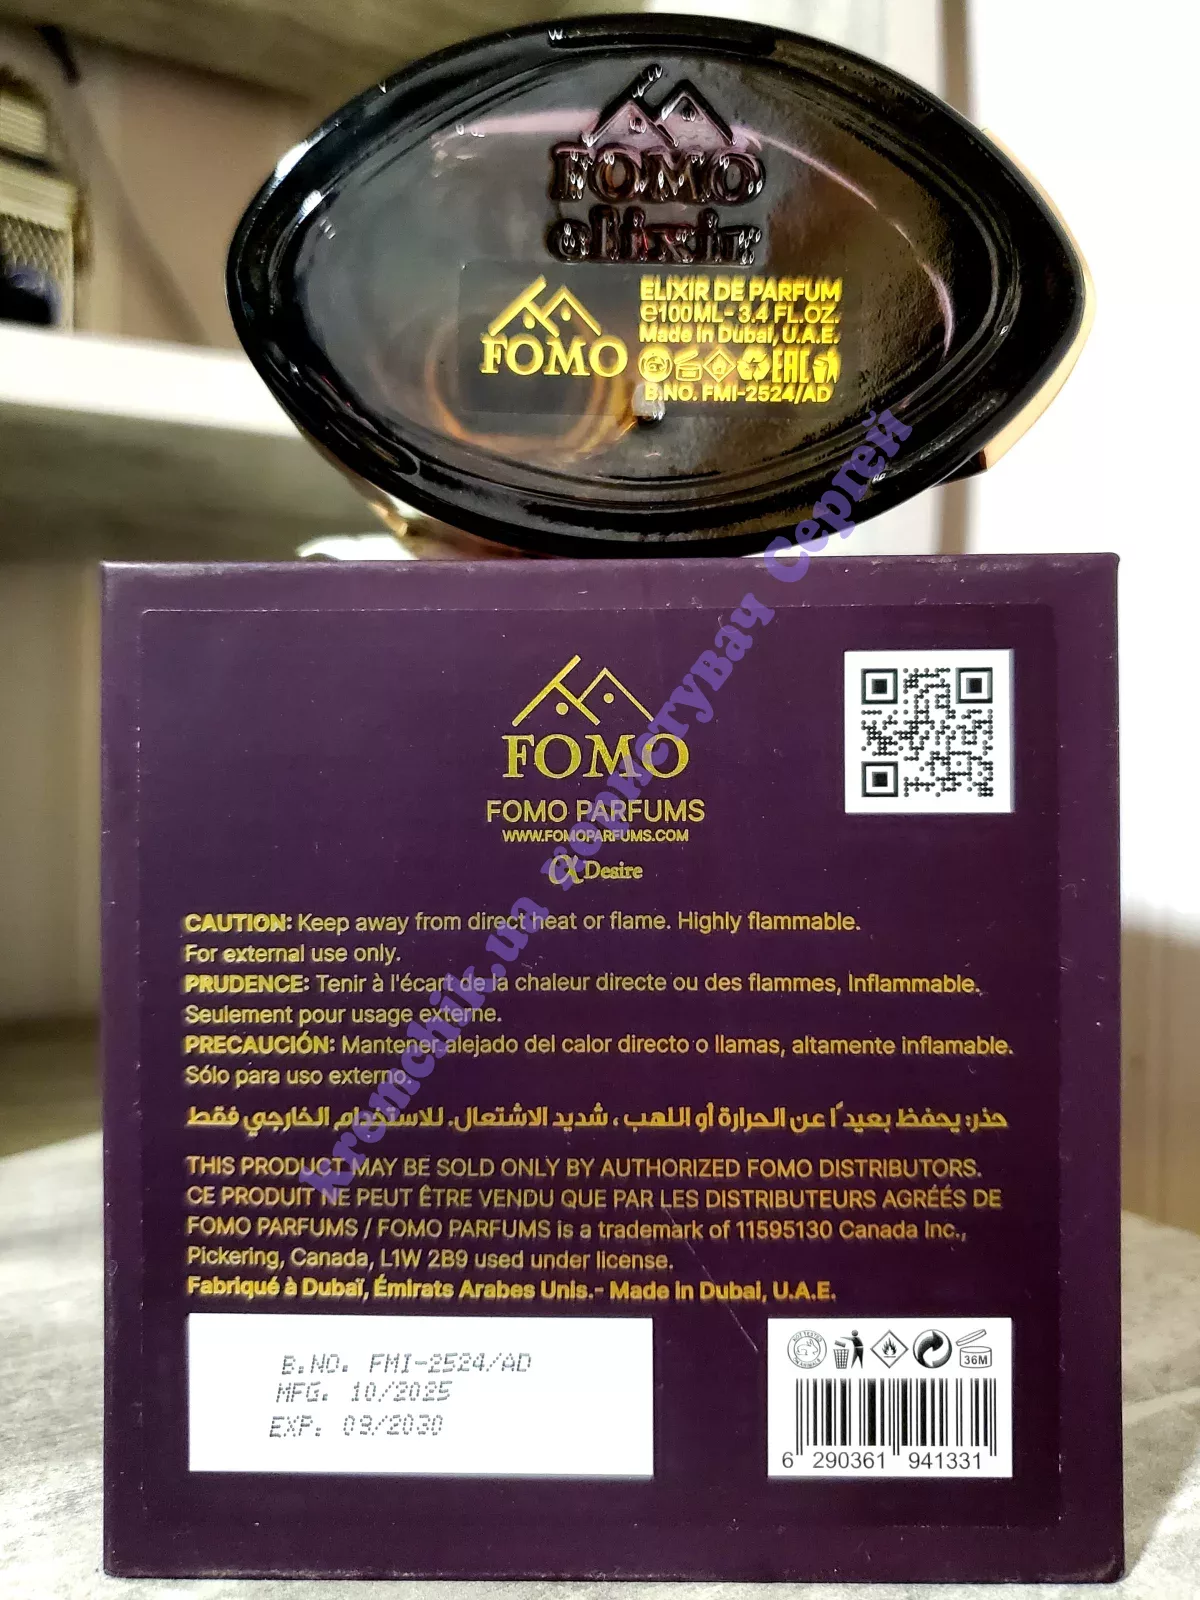 FOMO
elixir
FOMO
ELIXIR DE PARFUM
e100ML- 3.4 FL.OZ.
Made In Dubai, U.A.E.
EAC
B.NO. FMI-2524/AD
kremchik.ua користувач Сергей
FOMO
FOMO PARFUMS
WWW.FOMOPARFUMS.COM
α Desire
CAUTION: Keep away from direct heat or flame. Highly flammable.
For external use only.
PRUDENCE: Tenir à l'écart de la chaleur directe ou des flammes, Inflammable.
Seulement pour usage externe.
PRECAUCIÓN: Mantener alejado del calor directo o llamas, altamente inflamable.
Sólo para uso externo.
حذر: يحفظ بعيداً عن الحرارة أو اللهب ، شديد الاشتعال. للاستخدام الخارجي فقط
THIS PRODUCT MAY BE SOLD ONLY BY AUTHORIZED FOMO DISTRIBUTORS.
CE PRODUIT NE PEUT ÊTRE VENDU QUE PAR LES DISTRIBUTEURS AGRÉÉS DE
FOMO PARFUMS / FOMO PARFUMS is a trademark of 11595130 Canada Inc.,
Pickering, Canada, L1W 2B9 used under license.
Fabriqué à Dubaï, Émirats Arabes Unis.- Made In Dubai, U.A.E.
B.NO. FMI-2524/AD
MFG. 10/2025
EXP. 09/2030
36M
6 290361 941331